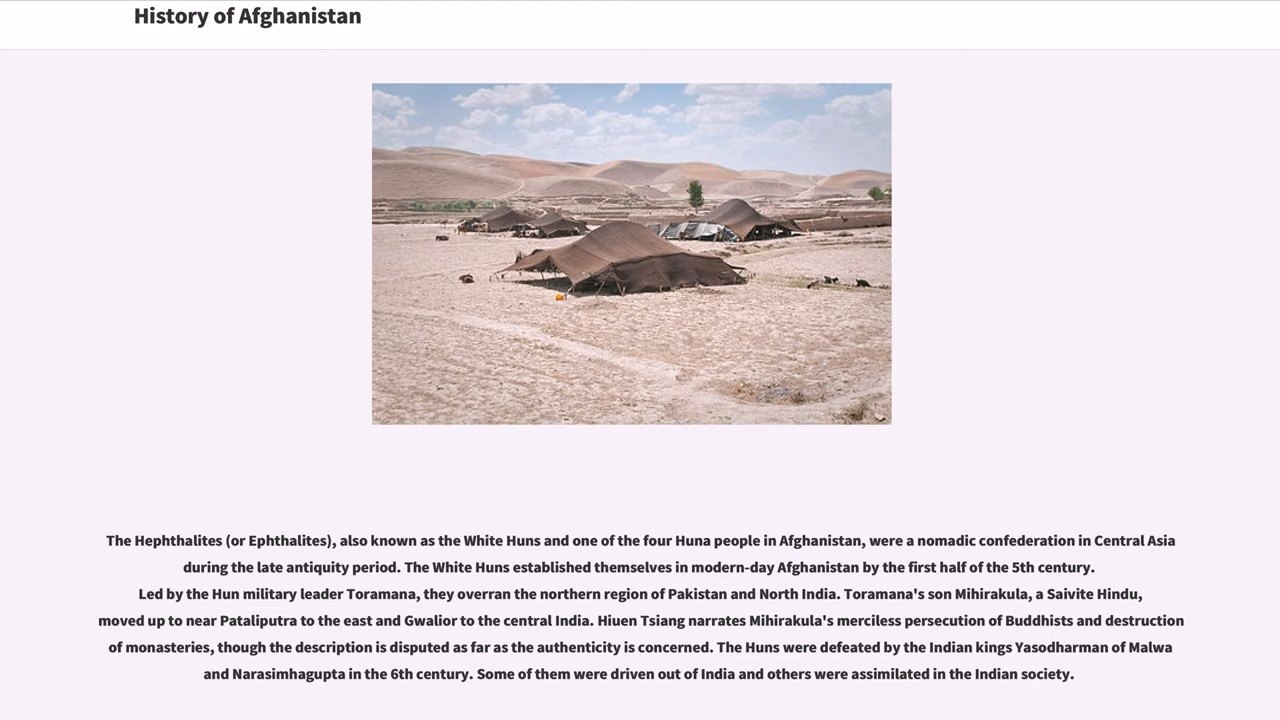 History of Afghanistan
The Hephthalites (or Ephthalites), also known as the White Huns and one of the four Huna people in Afghanistan, were a nomadic confederation in Central Asia
during the late antiquity period. The White Huns established themselves in modern-day Afghanistan by the first half of the 5th century.
Led by the Hun military leader Toramana, they overran the northern region of Pakistan and North India. Toramana's son Mihirakula, a Saivite Hindu,
moved up to near Pataliputra to the east and Gwalior to the central India. Hiuen Tsiang narrates Mihirakula's merciless persecution of Buddhists and destruction
of monasteries, though the description is disputed as far as the authenticity is concerned. The Huns were defeated by the Indian kings Yasodharman of Malwa
and Narasimhagupta in the 6th century. Some of them were driven out of India and others were assimilated in the Indian society.